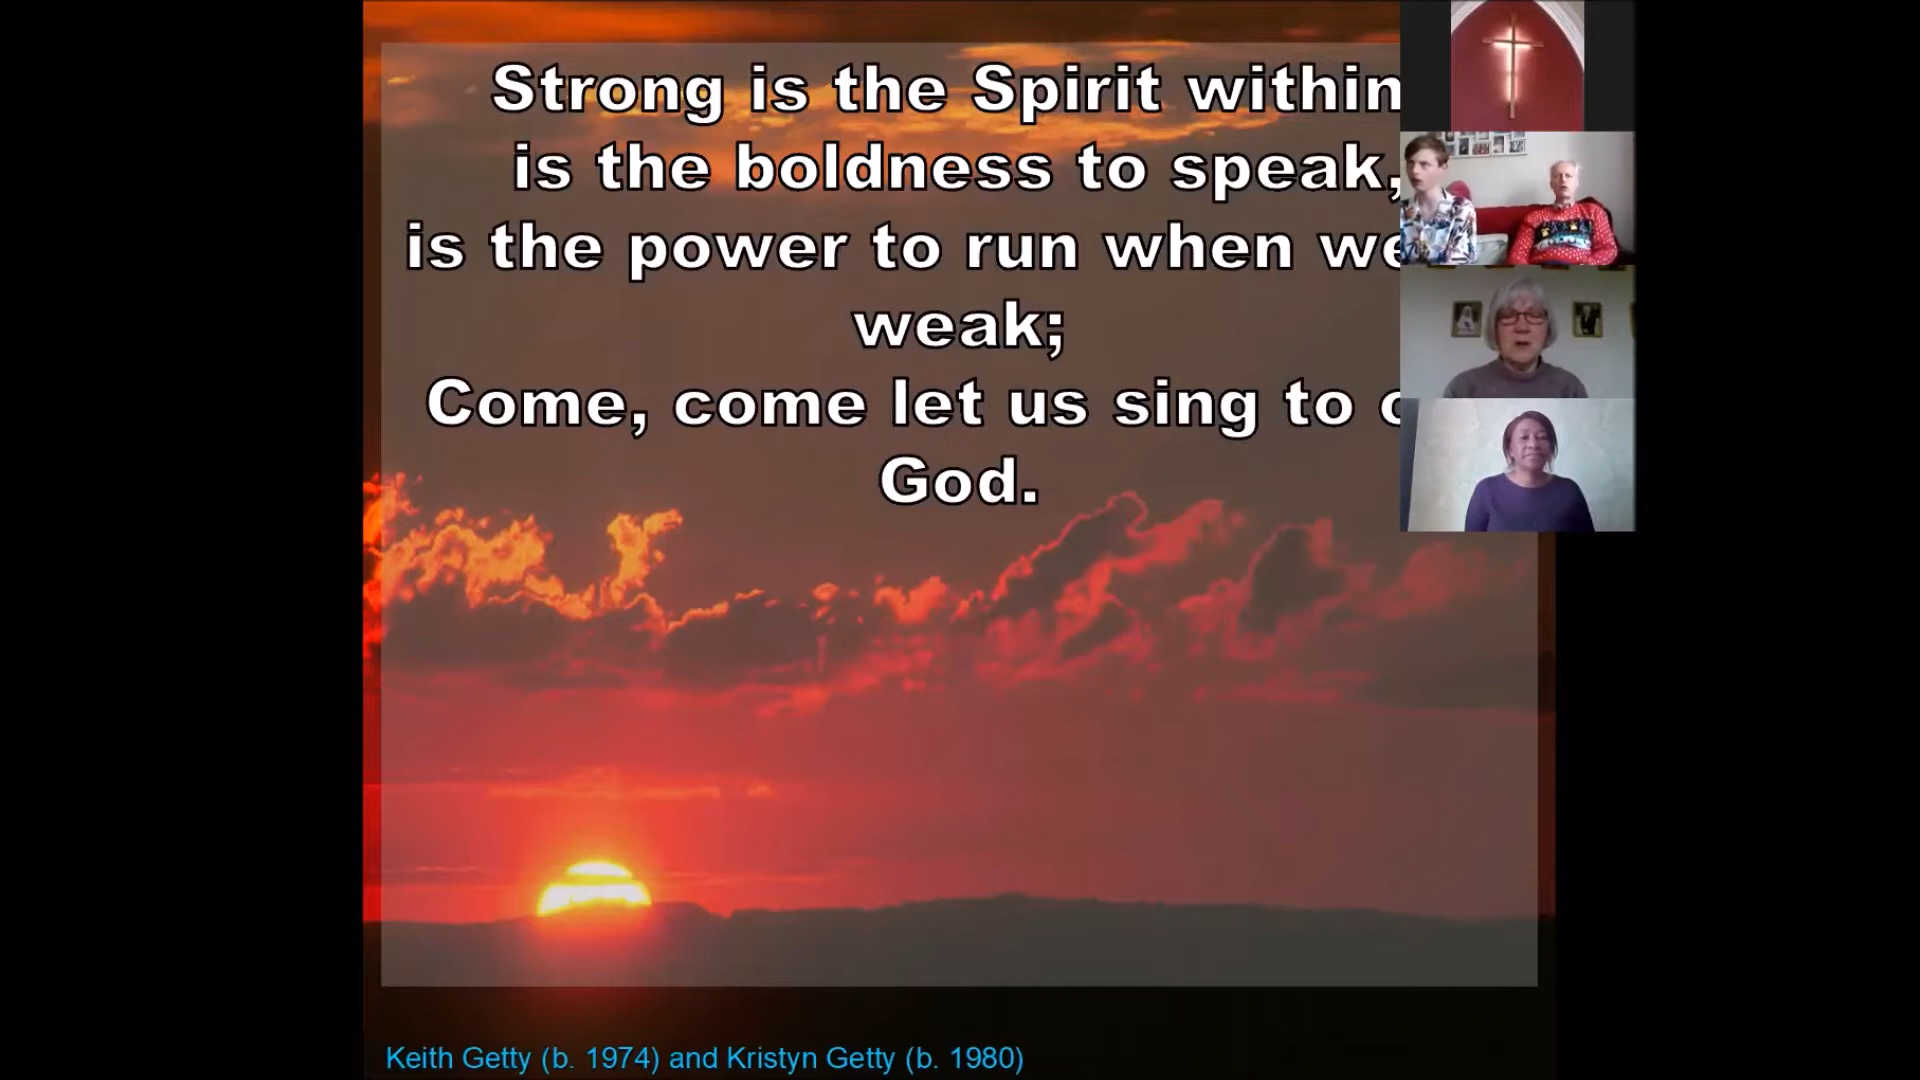 Strong is the Spirit within
is the boldness to speak,
is the power to run when we
weak;
Come, come let us sing to
God.
Keith Getty (b. 1974) and Kristyn Getty (b. 1980)